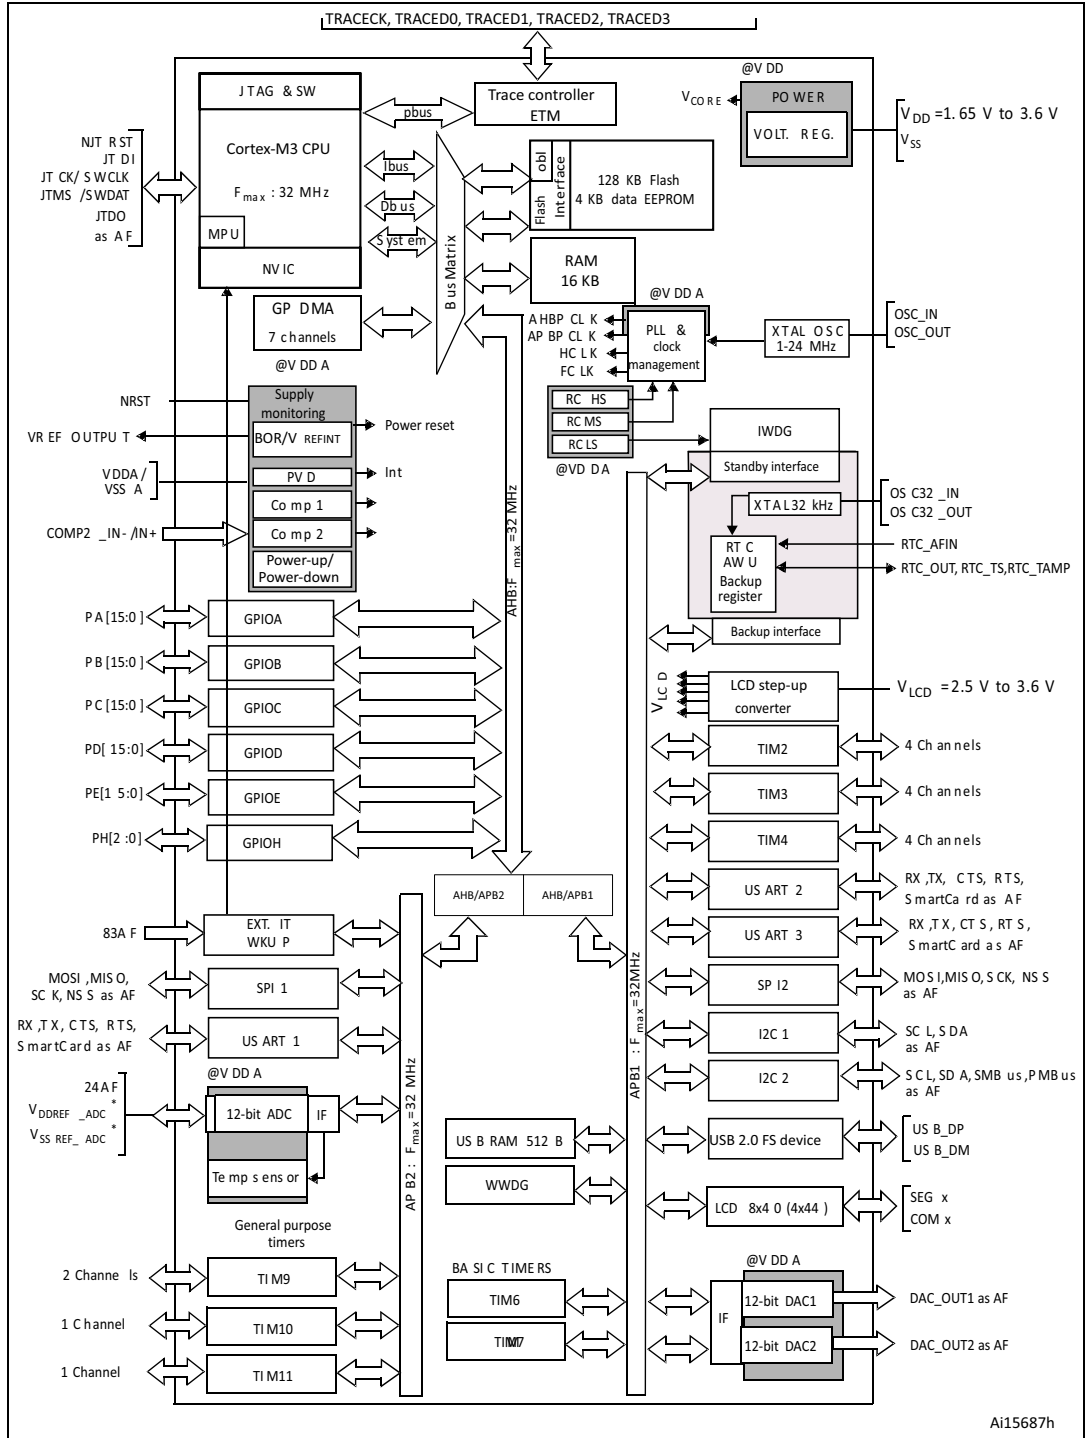 TRACECK, TRACED0, TRACED1, TRACED2, TRACED3
@V DD
JTAG & SW
Trace controller
ETM
pbus
VCORE
POWER
VOLT. REG.
VDD =1.65 V to 3.6 V
VSS
NJTRST
JTDI
JTCK/SWCLK
JTMS /SWDAT
JTDO
as AF
Cortex-M3 CPU
Fmax : 32 MHz
MPU
NVIC
Ibus
Dbus
System
Bus Matrix
obl
Flash
Interface
128 KB Flash
4 KB data EEPROM
RAM
16 KB
GP DMA
7 channels
@V DDA
AHBPCLK
APBPCLK
HCLK
FCLK
PLL &
clock
management
XTAL OSC
1-24 MHz
OSC_IN
OSC_OUT
@V DDA
NRST
VREF OUTPUT
VDDA/
VSSA
COMP2 _IN-/IN+
Supply
monitoring
BOR/V REFINT
PVD
Comp 1
Comp 2
Power-up/
Power-down
Power reset
Int
RC HS
RC MS
RC LS
@VDDA
IWDG
Standby interface
XTAL32 kHz
RTC
AWU
Backup
register
Backup interface
OSC32_IN
OSC32_OUT
RTC_AFIN
RTC_OUT, RTC_TS,RTC_TAMP
AHB:Fmax=32 MHz
PA[15:0]
GPIOA
PB[15:0]
GPIOB
PC[15:0]
GPIOC
PD[15:0]
GPIOD
PE[15:0]
GPIOE
PH[2:0]
GPIOH
VLCD
LCD step-up
converter
VLCD =2.5 V to 3.6 V
TIM2
4 Channels
TIM3
4 Channels
TIM4
4 Channels
AHB/APB2
AHB/APB1
USART 2
RX,TX, CTS, RTS,
SmartCard as AF
USART 3
RX,TX, CTS, RTS,
SmartCard as AF
83AF
EXT. IT
WKUP
MOSI,MISO,
SCK,NSS as AF
SPI 1
RX,TX, CTS, RTS,
SmartCard as AF
USART 1
SPI2
MOSI,MISO,SCK, NSS
as AF
I2C 1
SCL,SDA
as AF
I2C 2
SCL,SDA,SMBus,PMBus
as AF
APB1 : Fmax=32MHz
@V DDA
24AF
VDDREF _ADC *
VSSREF_ ADC *
12-bit ADC
IF
Temp sensor
APB2: Fmax=32 MHz
USB RAM 512 B
WWDG
USB 2.0 FS device
USB_DP
USB_DM
LCD 8x40 (4x44)
SEG x
COM x
General purpose
timers
2 Channels
TIM9
1 Channel
TIM10
1 Channel
TIM11
BASIC TIMERS
TIM6
TIM7
@V DDA
IF
12-bit DAC1
DAC_OUT1 as AF
12-bit DAC2
DAC_OUT2 as AF
Ai15687h